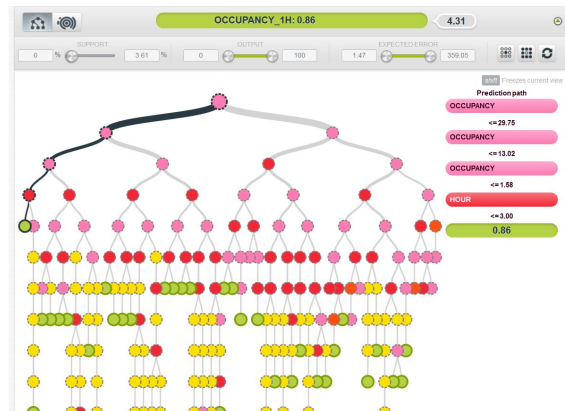 OCCUPANCY_1H: 0.86
4.31
SUPPORT
0 %
3.61 %
OUTPUT
0
100
EXPECTED ERROR
1.47
359.05
shift Freezes current view
Prediction path
OCCUPANCY
<= 29.75
OCCUPANCY
<= 13.02
OCCUPANCY
<= 1.58
HOUR
<= 3.00
0.86